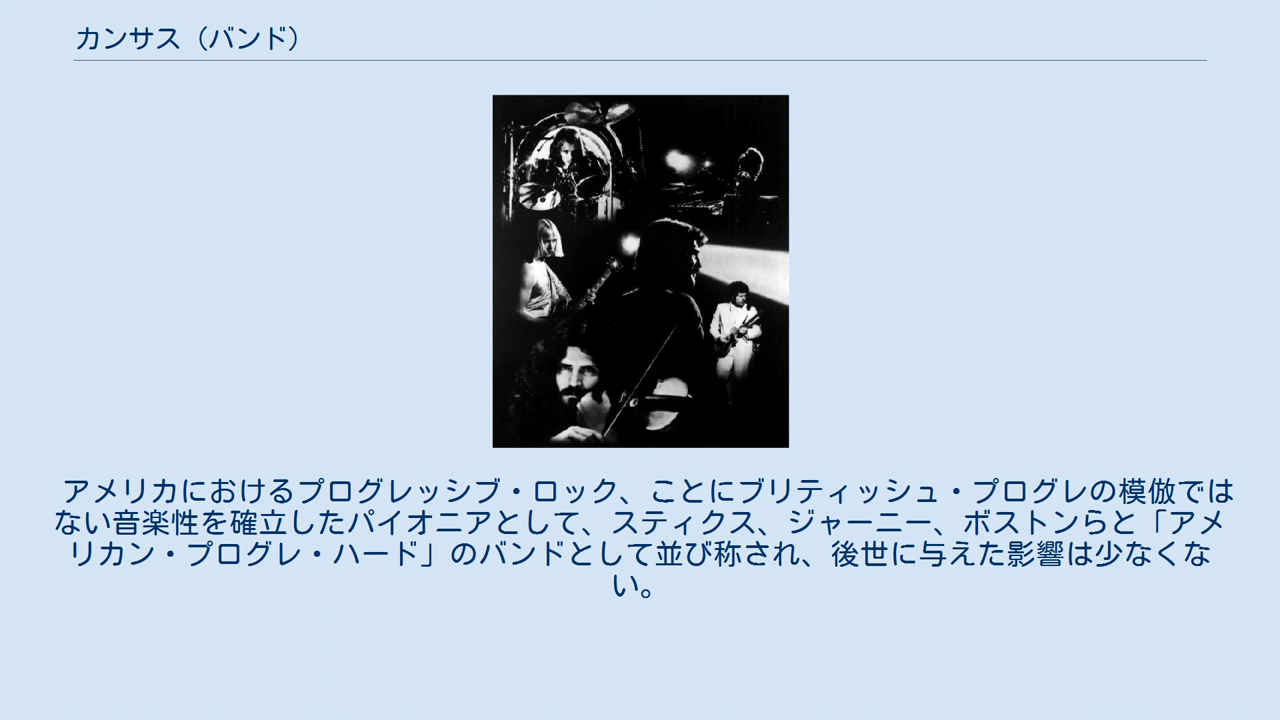 カンサス（バンド）
アメリカにおけるプログレッシブ・ロック、ことにブリティッシュ・プログレの模倣では
ない音楽性を確立したパイオニアとして、スティクス、ジャーニー、ボストンらと「アメ
リカン・プログレ・ハード」のバンドとして並び称され、後世に与えた影響は少なくな
い。